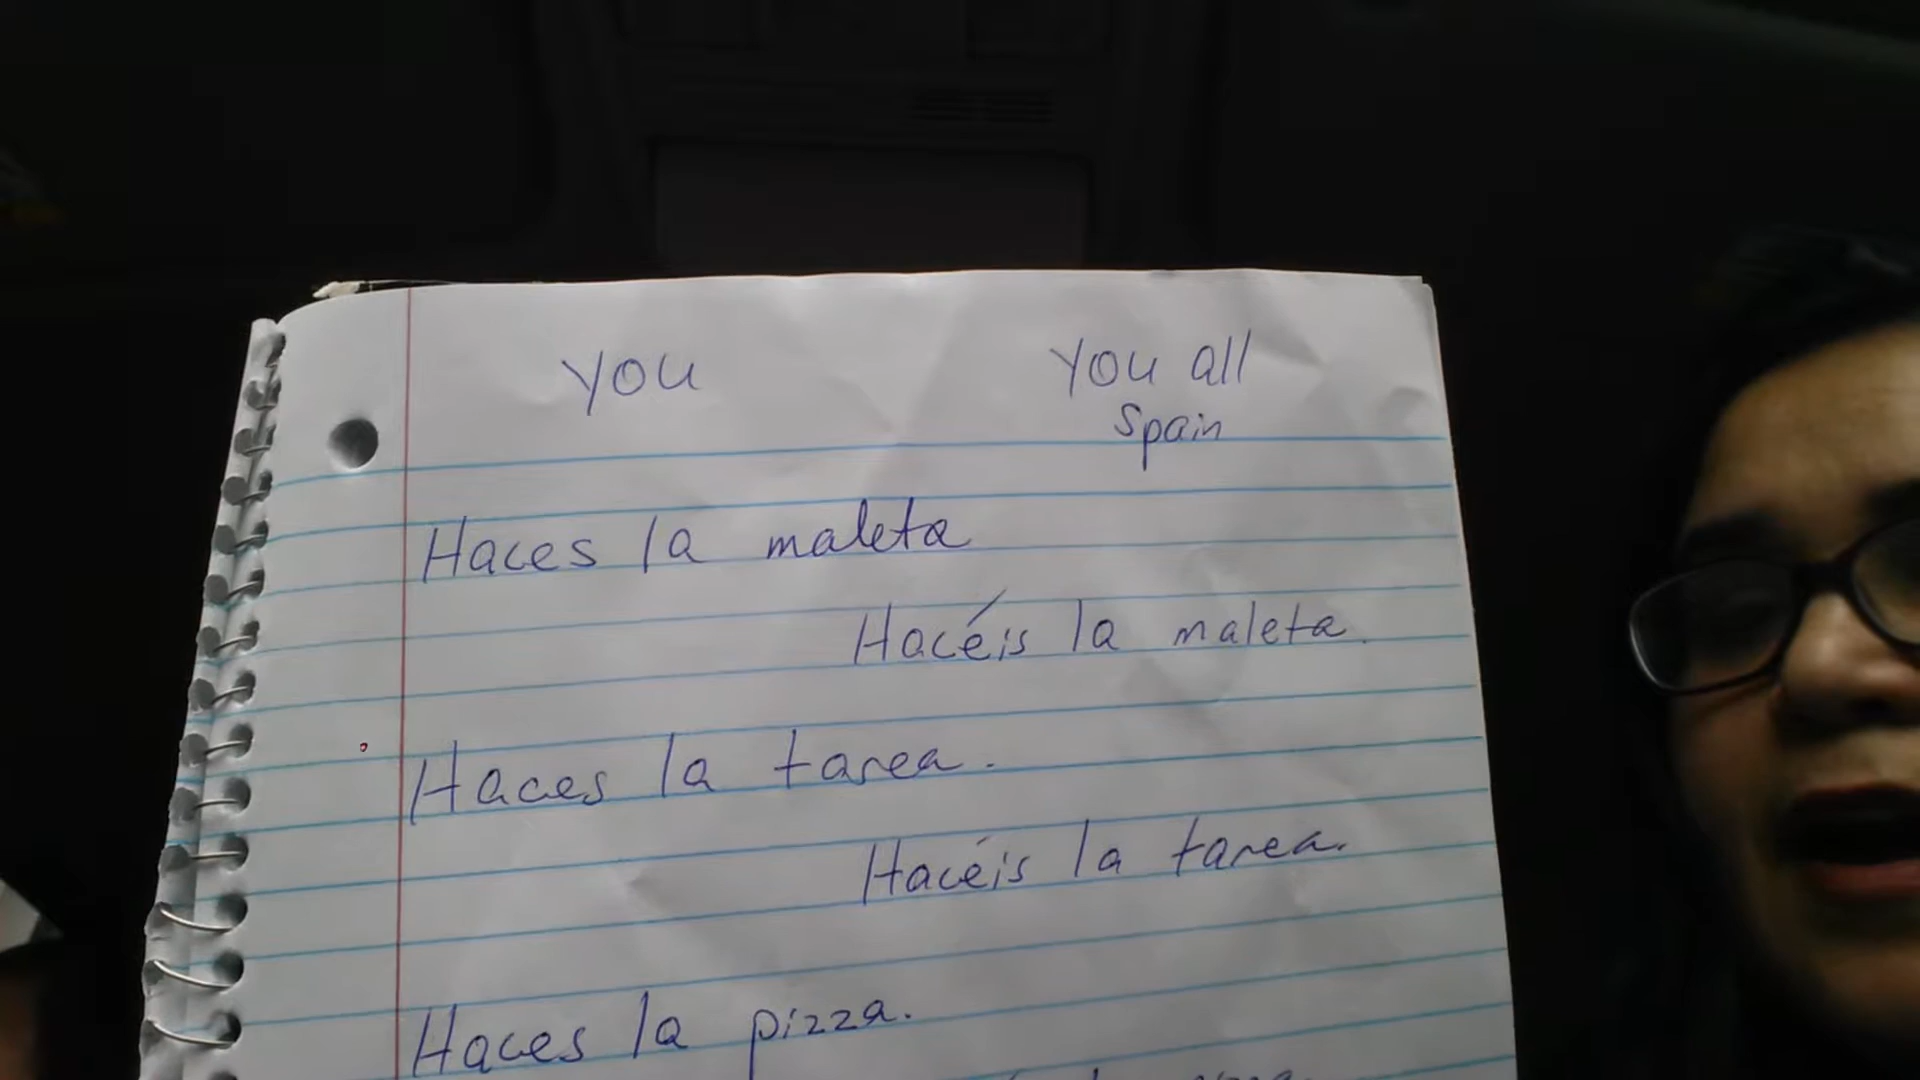 you you all
Spain
Haces la maleta
Hacéis la maleta.
Haces la tarea.
Hacéis la tarea.
Haces la pizza.